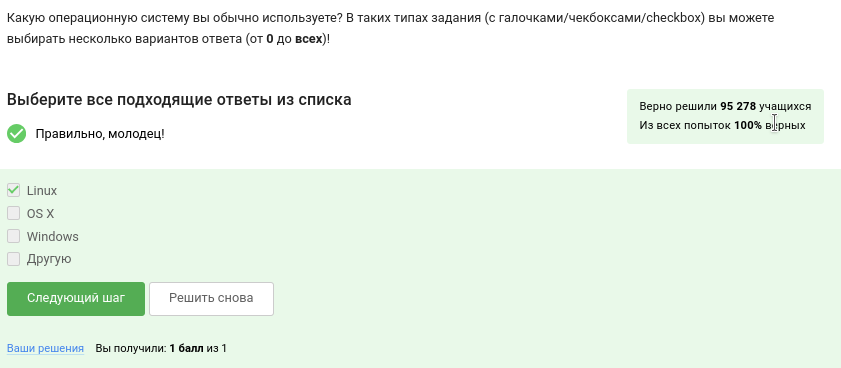 Какую операционную систему вы обычно используете? В таких типах задания (с галочками/чекбоксами/checkbox) вы можете
выбирать несколько вариантов ответа (от 0 до всех)!
Выберите все подходящие ответы из списка
Верно решили 95 278 учащихся
Из всех попыток 100% верных
Правильно, молодец!
Linux
OS X
Windows
Другую
Следующий шаг
Решить снова
Ваши решения Вы получили: 1 балл из 1